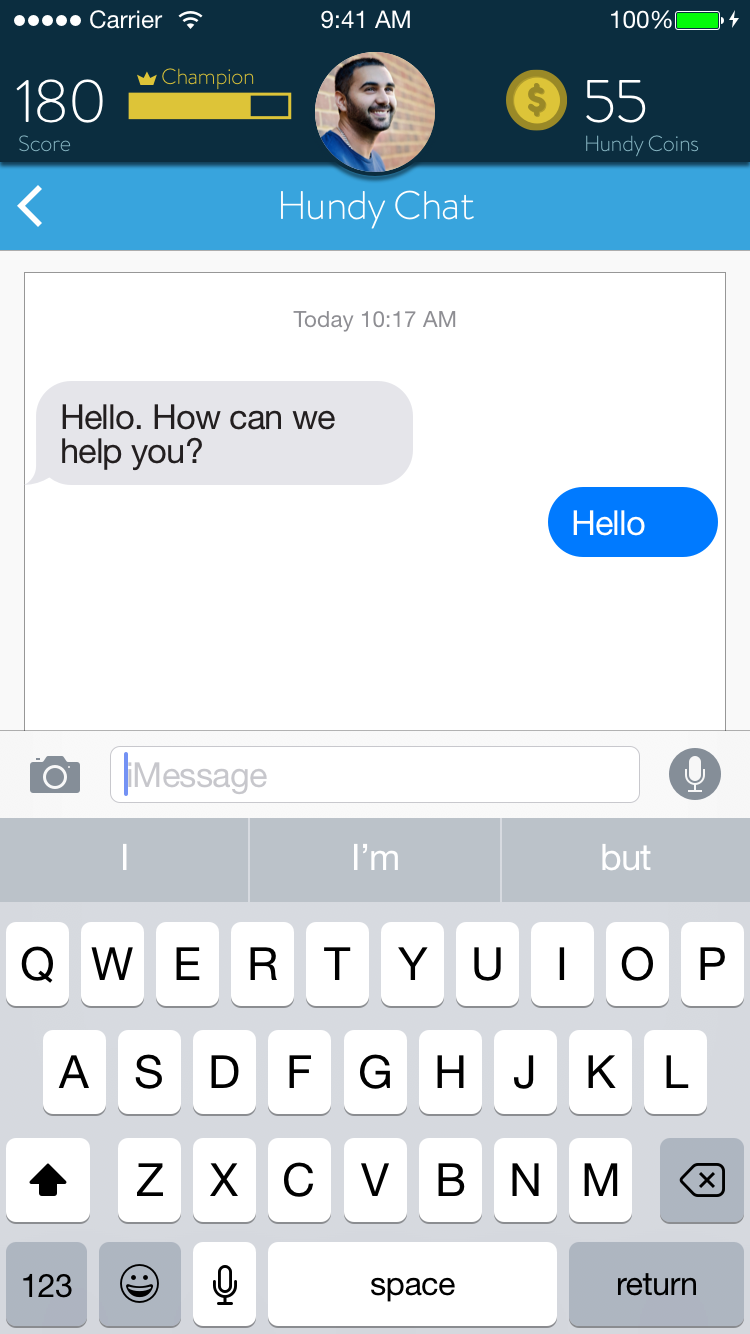 Carrier 9:41 AM 100%
180 Champion $ 55
Score Hundy Coins
Hundy Chat
Today 10:17 AM
Hello. How can we
help you?
Hello
iMessage
I I'm but
Q W E R T Y U I O P
A S D F G H J K L
Z X C V B N M
123 space return